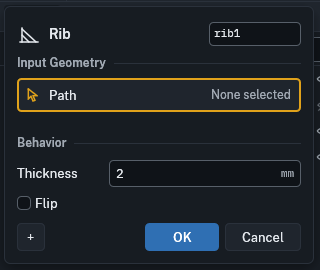 Rib rib1
Input Geometry
Path None selected
Behavior
Thickness 2 mm
Flip
+ OK Cancel